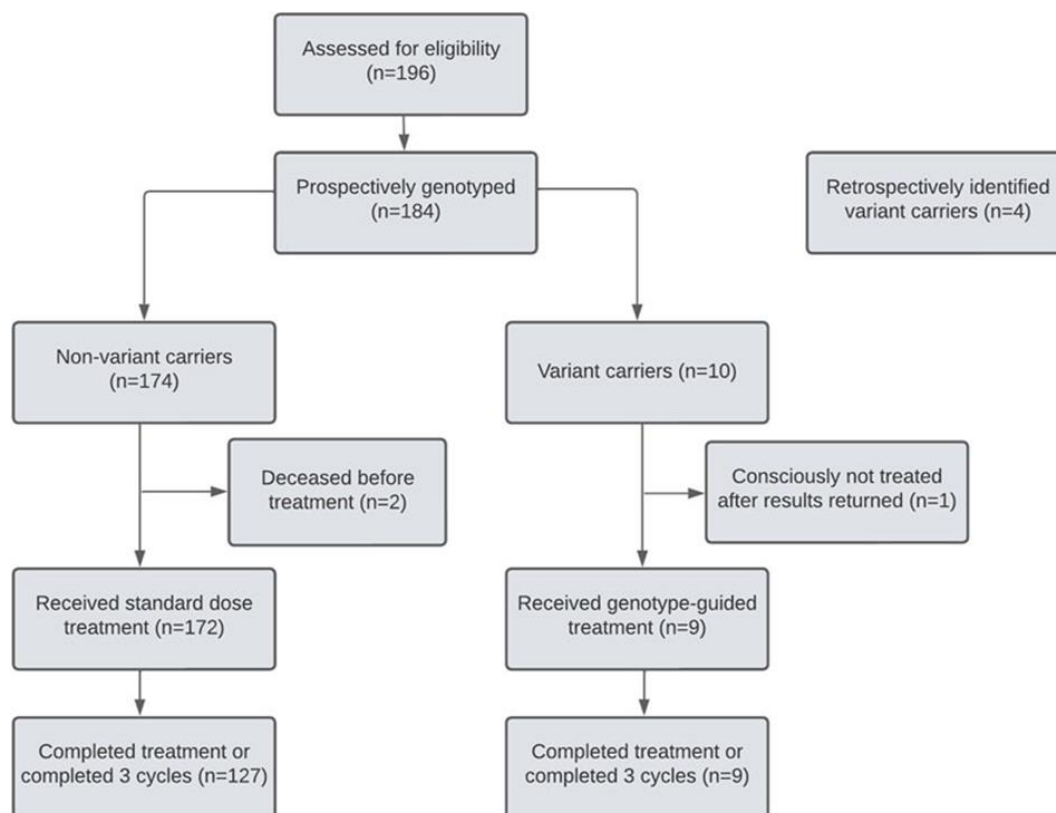 Assessed for eligibility
(n=196)
Prospectively genotyped
(n=184)
Retrospectively identified
variant carriers (n=4)
Non-variant carriers
(n=174)
Variant carriers (n=10)
Deceased before
treatment (n=2)
Consciously not treated
after results returned (n=1)
Received standard dose
treatment (n=172)
Received genotype-guided
treatment (n=9)
Completed treatment or
completed 3 cycles (n=127)
Completed treatment or
completed 3 cycles (n=9)